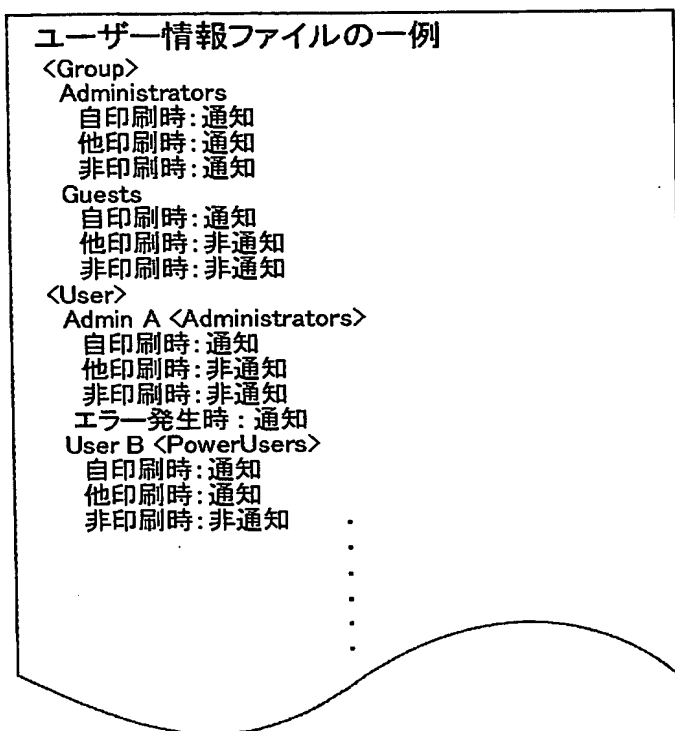 ユーザー情報ファイルの一例
<Group>
Administrators
自印刷時:通知
他印刷時:通知
非印刷時:通知
Guests
自印刷時:通知
他印刷時:非通知
非印刷時:非通知
<User>
Admin A <Administrators>
自印刷時:通知
他印刷時:非通知
非印刷時:非通知
エラー発生時:通知
User B <PowerUsers>
自印刷時:通知
他印刷時:通知
非印刷時:非通知